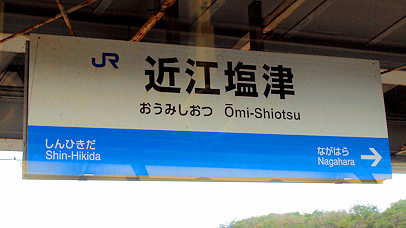 JR
近江塩津
おうみしおつ Ōmi-Shiotsu
しんひきだ
Shin-Hikida
ながはら
Nagahara